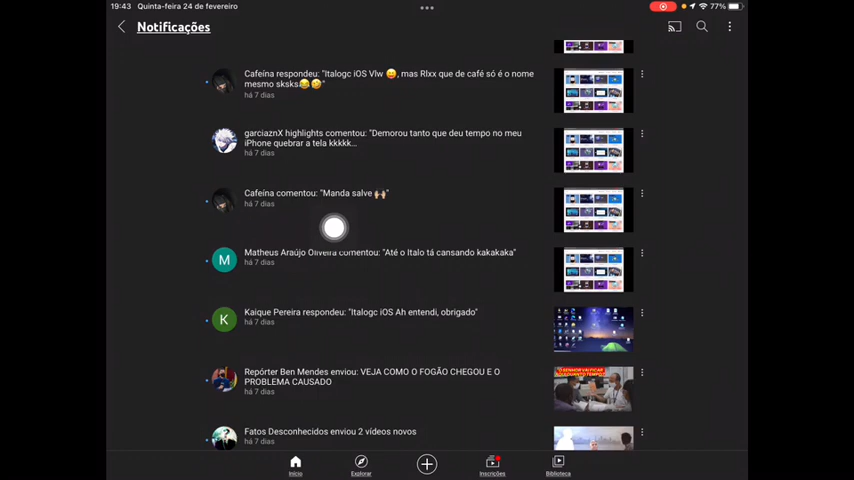 19:43 Quinta-feira 24 de fevereiro
77%
Notificações
Cafeína respondeu: "Italogc iOS Vlw 😄, mas Rlxx que de café só é o nome
mesmo sksks😂🤣"
há 7 dias
garciaznX highlights comentou: "Demorou tanto que deu tempo no meu
iPhone quebrar a tela kkkkk...
há 7 dias
Cafeína comentou: "Manda salve 🙌🏻"
há 7 dias
M
Matheus Araújo Oliveira comentou: "Até o Italo tá cansando kakakaka"
há 7 dias
K
Kaique Pereira respondeu: "Italogc iOS Ah entendi, obrigado"
há 7 dias
Repórter Ben Mendes enviou: VEJA COMO O FOGÃO CHEGOU E O
PROBLEMA CAUSADO
há 7 dias
O SENHOR VAI FICAR
Fatos Desconhecidos enviou 2 vídeos novos
há 7 dias
Início
Explorar
Inscrições
Biblioteca